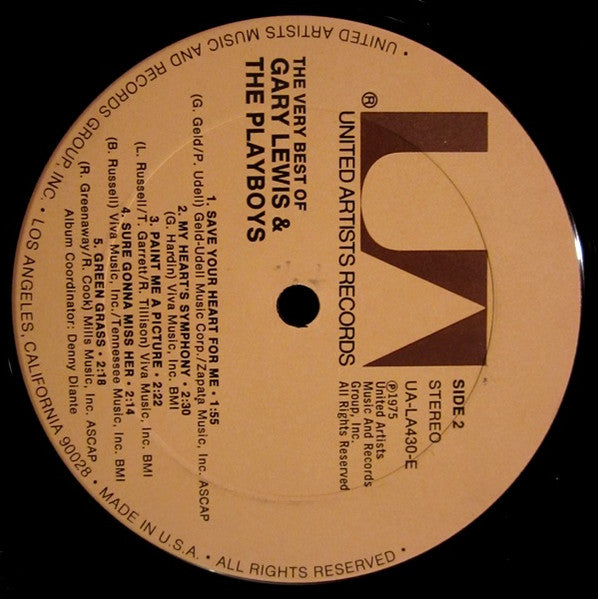 ®
UNITED ARTISTS RECORDS
THE VERY BEST OF
GARY LEWIS &
THE PLAYBOYS
SIDE 2
STEREO
UA-LA430-E
℗1975
United Artists
Music And Records
Group, Inc.
All Rights Reserved
1. SAVE YOUR HEART FOR ME • 1:55
(G. Geld/P. Udell) Geld-Udell Music Corp./Zapata Music, Inc. ASCAP
2. MY HEART'S SYMPHONY • 2:30
(G. Hardin) Viva Music, Inc. BMI
3. PAINT ME A PICTURE • 2:22
(L. Russell/T. Garrett/R. Tillison) Viva Music, Inc. BMI
4. SURE GONNA MISS HER • 2:14
(B. Russell) Viva Music, Inc./Tennessee Music, Inc. BMI
5. GREEN GRASS • 2:18
(R. Greenaway/R. Cook) Mills Music, Inc. ASCAP
Album Coordinator: Denny Diante
• UNITED ARTISTS MUSIC AND RECORDS GROUP, INC. • LOS ANGELES, CALIFORNIA 90028 • MADE IN U.S.A. • ALL RIGHTS RESERVED •